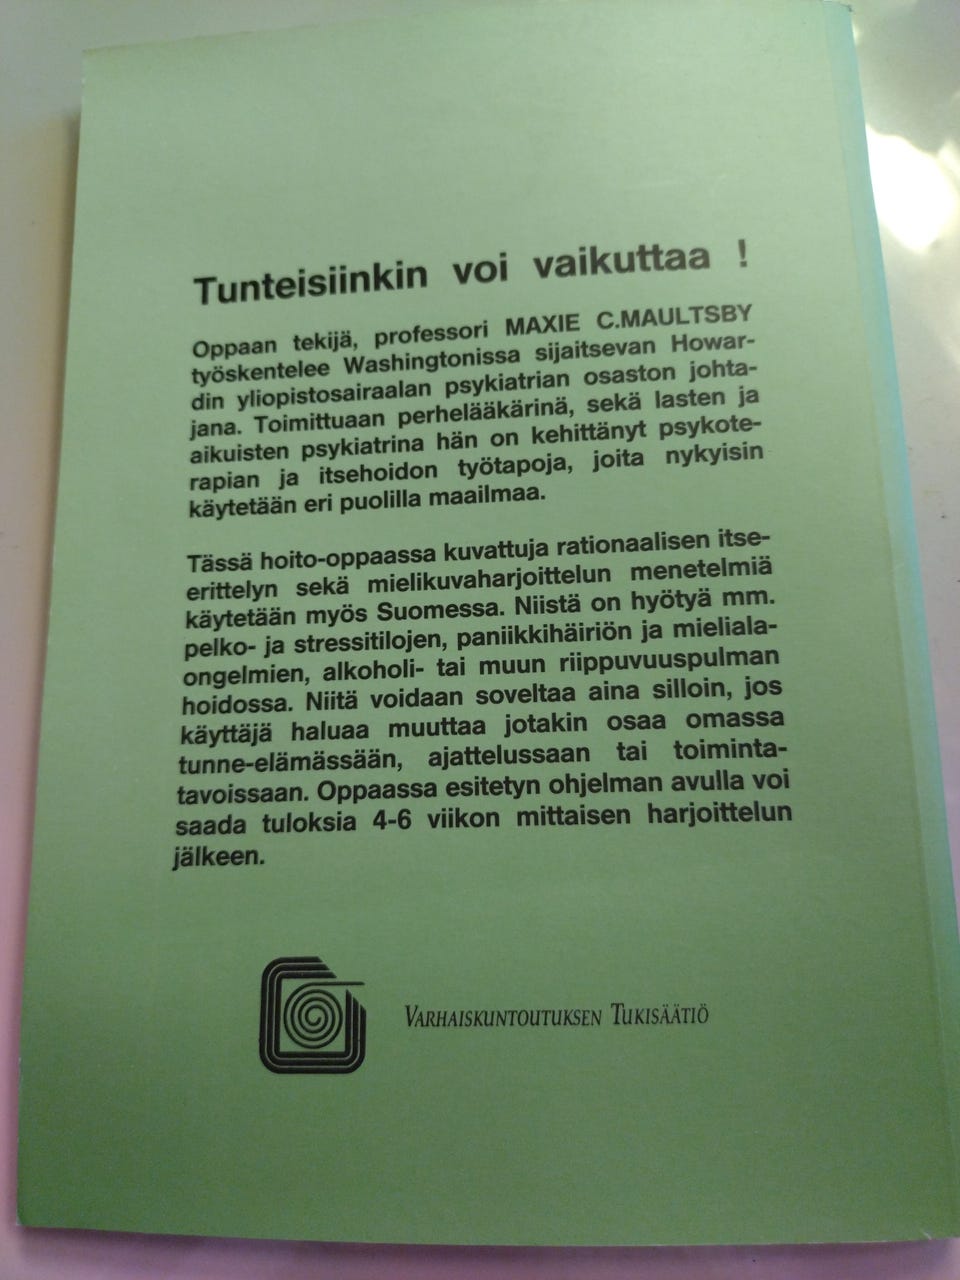 Tunteisiinkin voi vaikuttaa !
Oppaan tekijä, professori MAXIE C.MAULTSBY
työskentelee Washingtonissa sijaitsevan Howar-
din yliopistosairaalan psykiatrian osaston johta-
jana. Toimittuaan perhelääkärinä, sekä lasten ja
aikuisten psykiatrina hän on kehittänyt psykote-
rapian ja itsehoidon työtapoja, joita nykyisin
käytetään eri puolilla maailmaa.
Tässä hoito-oppaassa kuvattuja rationaalisen itse-
erittelyn sekä mielikuvaharjoittelun menetelmiä
käytetään myös Suomessa. Niistä on hyötyä mm.
pelko- ja stressitilojen, paniikkihäiriön ja mieliala-
ongelmien, alkoholi- tai muun riippuvuuspulman
hoidossa. Niitä voidaan soveltaa aina silloin, jos
käyttäjä haluaa muuttaa jotakin osaa omassa
tunne-elämässään, ajattelussaan tai toiminta-
tavoissaan. Oppaassa esitetyn ohjelman avulla voi
saada tuloksia 4-6 viikon mittaisen harjoittelun
jälkeen.
VARHAISKUNTOUTUKSEN TUKISÄÄTIÖ